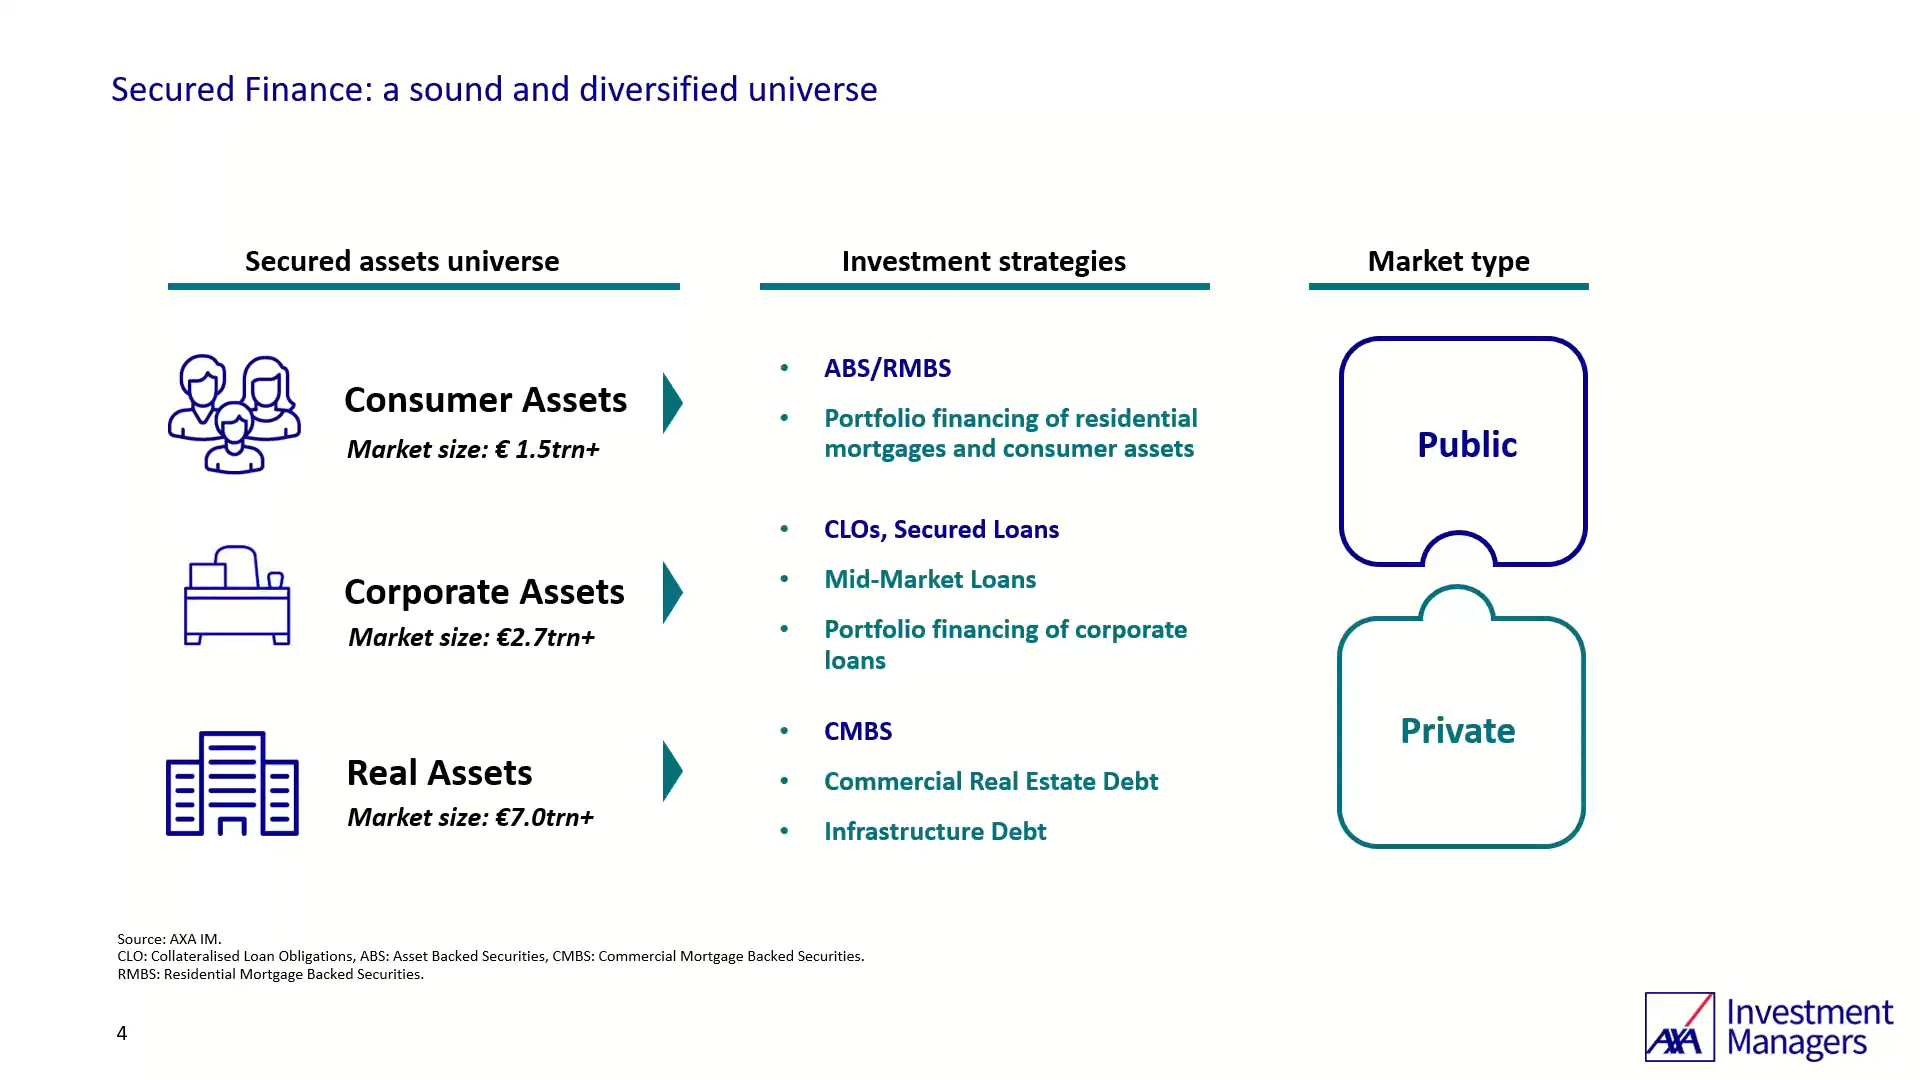 Secured Finance: a sound and diversified universe
Secured assets universe
Investment strategies
Market type
Consumer Assets
Market size: € 1.5trn+
• ABS/RMBS
• Portfolio financing of residential
mortgages and consumer assets
Public
Corporate Assets
Market size: €2.7trn+
• CLOs, Secured Loans
• Mid-Market Loans
• Portfolio financing of corporate
loans
Real Assets
Market size: €7.0trn+
• CMBS
• Commercial Real Estate Debt
• Infrastructure Debt
Private
Source: AXA IM.
CLO: Collateralised Loan Obligations, ABS: Asset Backed Securities, CMBS: Commercial Mortgage Backed Securities.
RMBS: Residential Mortgage Backed Securities.
4
AXA
Investment
Managers